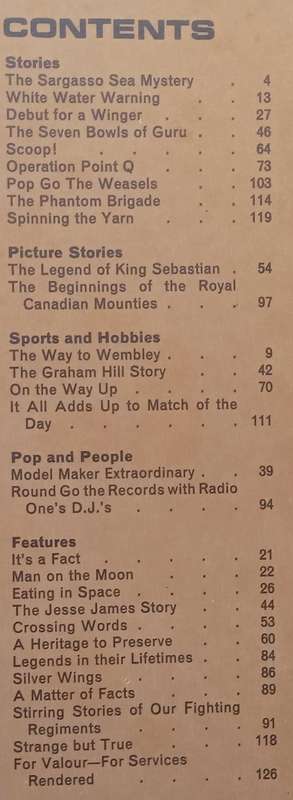 CONTENTS
Stories
The Sargasso Sea Mystery . 4
White Water Warning . . 13
Debut for a Winger . . . 27
The Seven Bowls of Guru . . 46
Scoop! . . . . . 64
Operation Point Q . . . 73
Pop Go The Weasels . . 103
The Phantom Brigade . . 114
Spinning the Yarn . . . 119
Picture Stories
The Legend of King Sebastian . 54
The Beginnings of the Royal
Canadian Mounties . . . 97
Sports and Hobbies
The Way to Wembley . . . 9
The Graham Hill Story . . 42
On the Way Up . . . . 70
It All Adds Up to Match of the
Day . . . . . . 111
Pop and People
Model Maker Extraordinary . . 39
Round Go the Records with Radio
One's D.J.'s . . . . 94
Features
It's a Fact . . . . . 21
Man on the Moon . . . 22
Eating in Space . . . . 26
The Jesse James Story . . 44
Crossing Words . . . . 53
A Heritage to Preserve . . 60
Legends in their Lifetimes . . 84
Silver Wings . . . . 86
A Matter of Facts . . . 89
Stirring Stories of Our Fighting
Regiments . . . . 91
Strange but True . . . 118
For Valour—For Services
Rendered . . . . 126